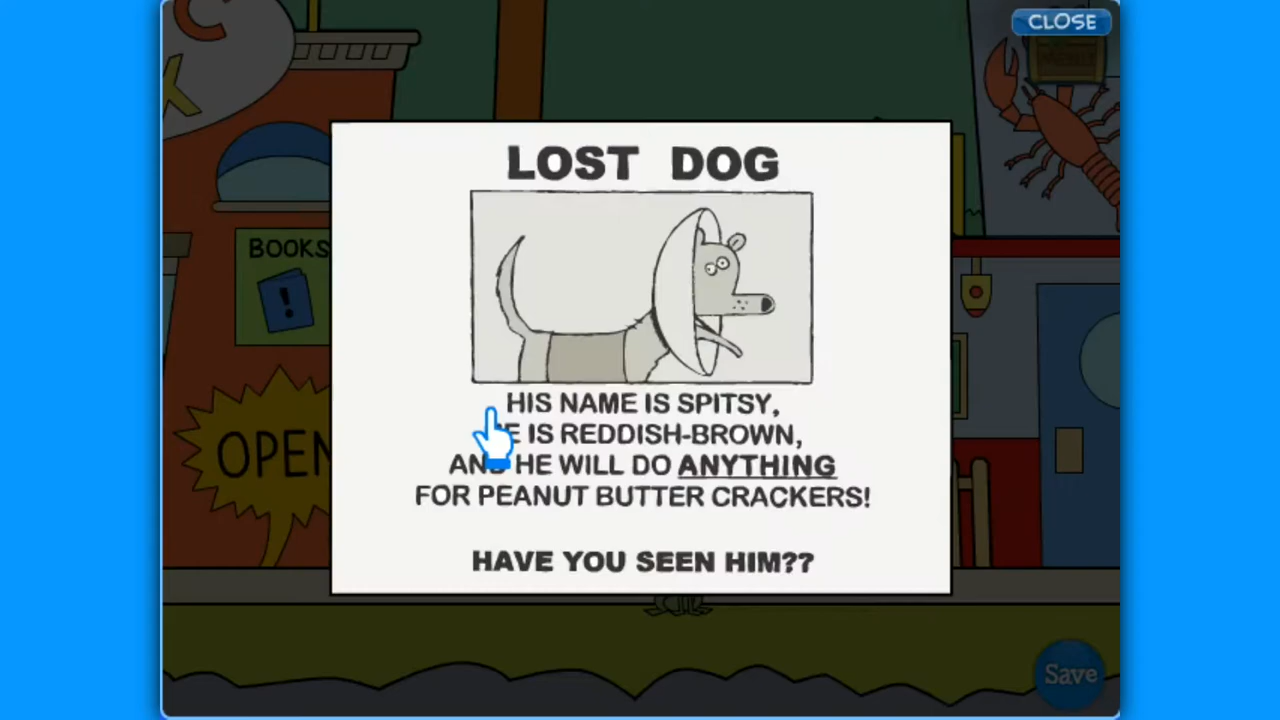 CLOSE
LOST DOG
BOOKS
!
OPEN
HIS NAME IS SPITSY,
IS REDDISH-BROWN,
AND HE WILL DO ANYTHING
FOR PEANUT BUTTER CRACKERS!
HAVE YOU SEEN HIM??
Save